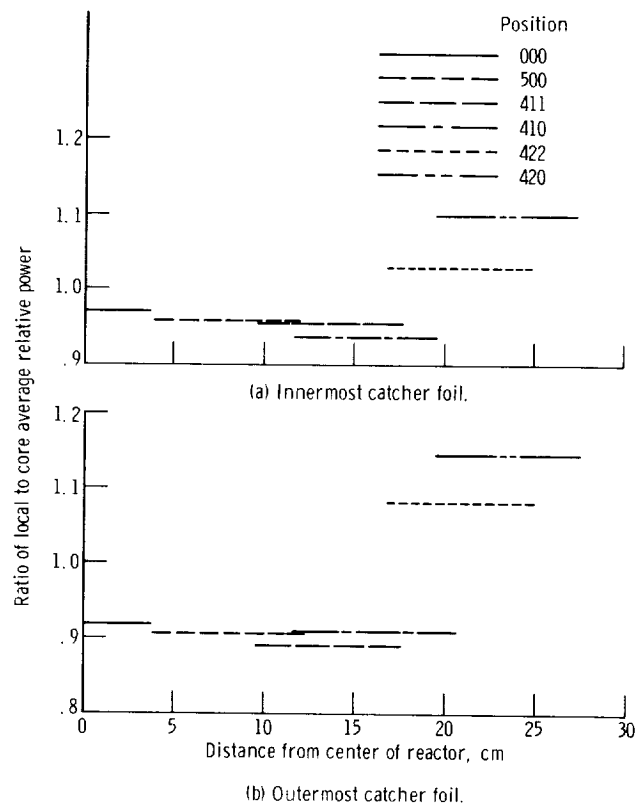 Position
000
500
411
410
422
420
1.2
1.1
1.0
.9
(a) Innermost catcher foil.
Ratio of local to core average relative power
1.2
1.1
1.0
.9
.8
0 5 10 15 20 25 30
Distance from center of reactor, cm
(b) Outermost catcher foil.